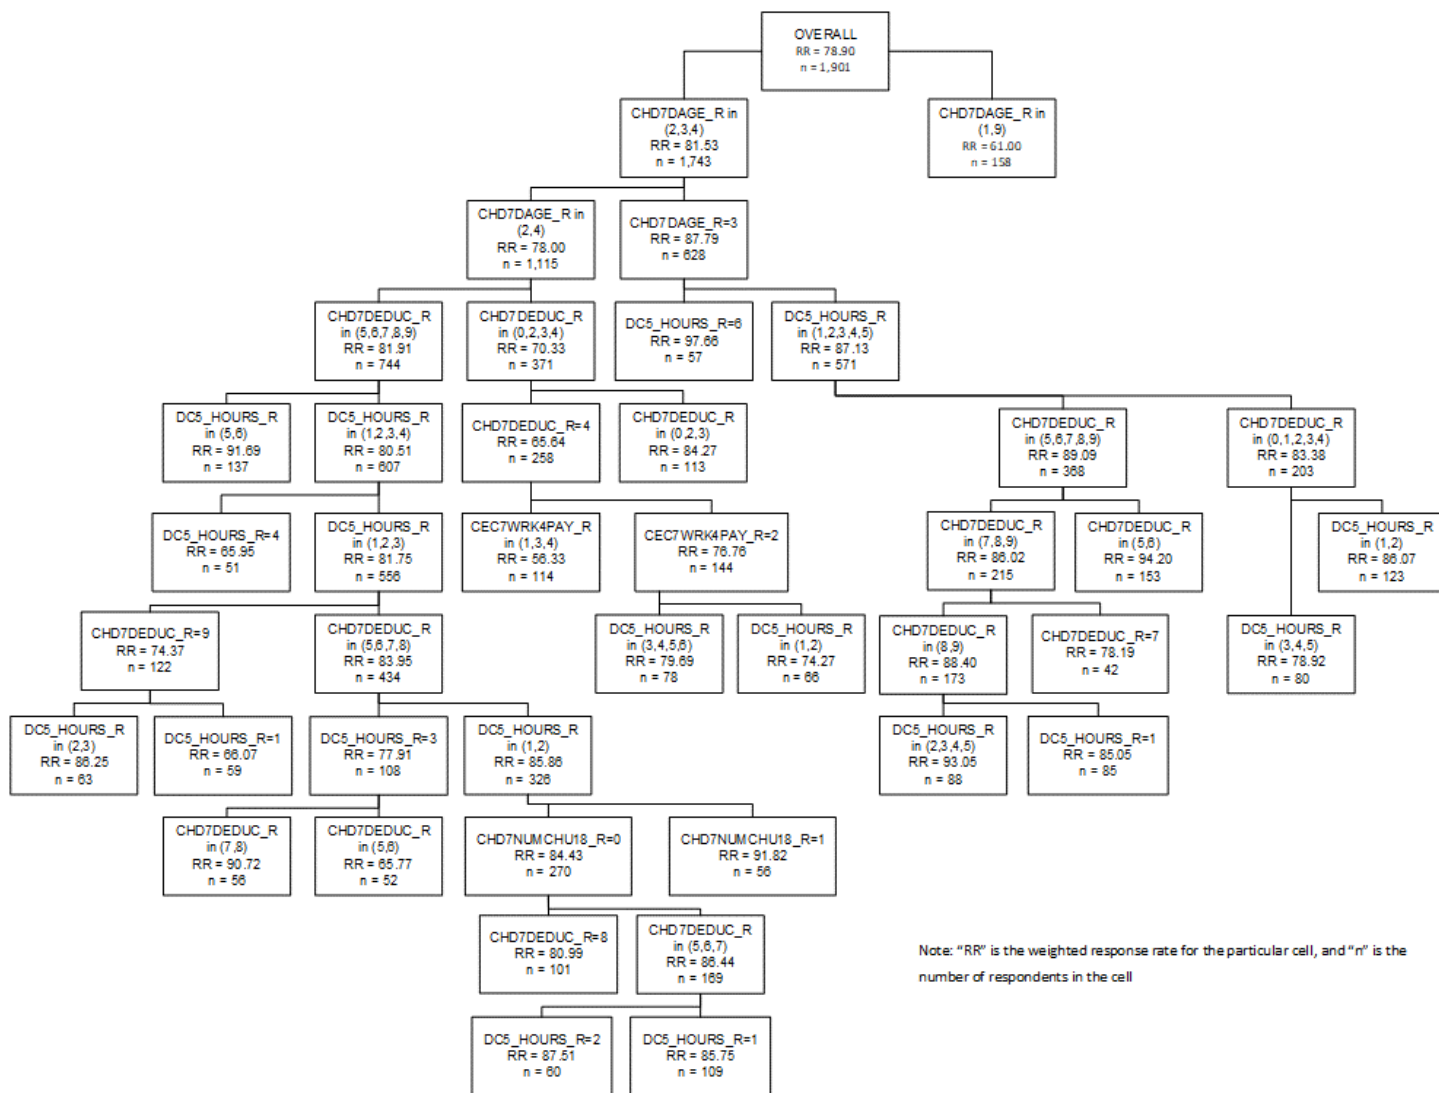 OVERALL
RR = 78.90
n = 1,901
CHD7DAGE_R in
(2,3,4)
RR = 81.53
n = 1,743
CHD7DAGE_R in
(1,9)
RR = 61.00
n = 158
CHD7DAGE_R in
(2,4)
RR = 78.00
n = 1,115
CHD7DAGE_R=3
RR = 87.79
n = 628
CHD7DEDUC_R
in (5,6,7,8,9)
RR = 81.91
n = 744
CHD7DEDUC_R
in (0,2,3,4)
RR = 70.33
n = 371
DC5_HOURS_R=6
RR = 97.66
n = 57
DC5_HOURS_R
in (1,2,3,4,5)
RR = 87.13
n = 571
DC5_HOURS_R
in (5,6)
RR = 91.69
n = 137
DC5_HOURS_R
in (1,2,3,4)
RR = 80.51
n = 607
CHD7DEDUC_R=4
RR = 65.64
n = 258
CHD7DEDUC_R
in (0,2,3)
RR = 84.27
n = 113
CHD7DEDUC_R
in (5,6,7,8,9)
RR = 89.09
n = 368
CHD7DEDUC_R
in (0,1,2,3,4)
RR = 83.38
n = 203
DC5_HOURS_R=4
RR = 65.95
n = 51
DC5_HOURS_R
in (1,2,3)
RR = 81.75
n = 556
CEC7WRK4PAY_R
in (1,3,4)
RR = 56.33
n = 114
CEC7WRK4PAY_R=2
RR = 76.76
n = 144
CHD7DEDUC_R
in (7,8,9)
RR = 86.02
n = 215
CHD7DEDUC_R
in (5,6)
RR = 94.20
n = 153
DC5_HOURS_R
in (1,2)
RR = 86.07
n = 123
CHD7DEDUC_R=9
RR = 74.37
n = 122
CHD7DEDUC_R
in (5,6,7,8)
RR = 83.95
n = 434
DC5_HOURS_R
in (3,4,5,6)
RR = 79.69
n = 78
DC5_HOURS_R
in (1,2)
RR = 74.27
n = 66
CHD7DEDUC_R
in (8,9)
RR = 88.40
n = 173
CHD7DEDUC_R=7
RR = 78.19
n = 42
DC5_HOURS_R
in (3,4,5)
RR = 78.92
n = 80
DC5_HOURS_R
in (2,3)
RR = 86.25
n = 63
DC5_HOURS_R=1
RR = 66.07
n = 59
DC5_HOURS_R=3
RR = 77.91
n = 108
DC5_HOURS_R
in (1,2)
RR = 85.86
n = 326
DC5_HOURS_R
in (2,3,4,5)
RR = 93.05
n = 88
DC5_HOURS_R=1
RR = 85.05
n = 85
CHD7DEDUC_R
in (7,8)
RR = 90.72
n = 56
CHD7DEDUC_R
in (5,6)
RR = 65.77
n = 52
CHD7NUMCHU18_R=0
RR = 84.43
n = 270
CHD7NUMCHU18_R=1
RR = 91.82
n = 56
CHD7DEDUC_R=8
RR = 80.99
n = 101
CHD7DEDUC_R
in (5,6,7)
RR = 86.44
n = 169
Note: “RR” is the weighted response rate for the particular cell, and “n” is the
number of respondents in the cell
DC5_HOURS_R=2
RR = 87.51
n = 60
DC5_HOURS_R=1
RR = 85.75
n = 109